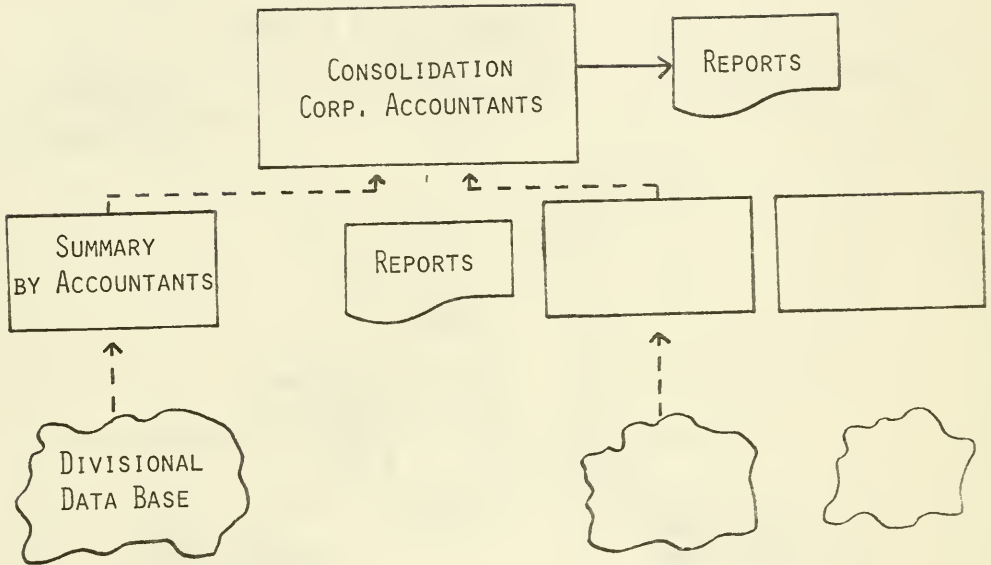 CONSOLIDATION
CORP. ACCOUNTANTS
REPORTS
SUMMARY
BY ACCOUNTANTS
REPORTS
DIVISIONAL
DATA BASE